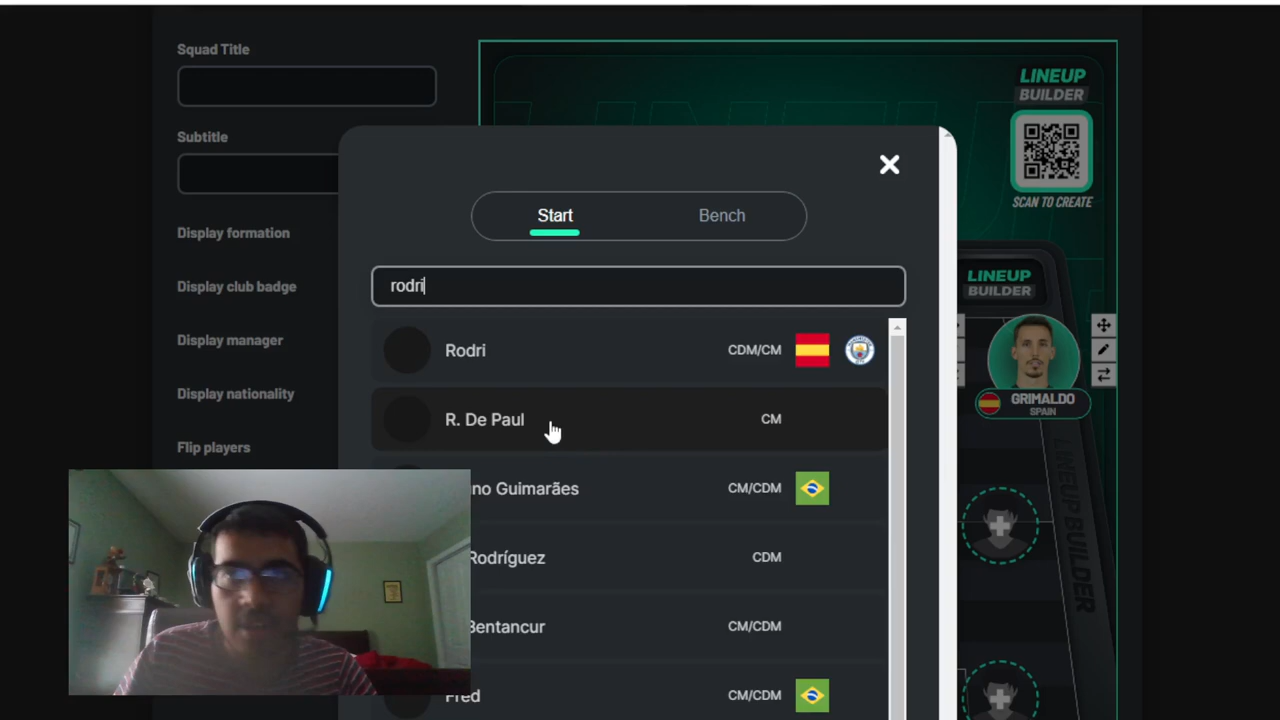 Squad Title
Subtitle
Display formation
Display club badge
Display manager
Display nationality
Flip players
Start
Bench
rodri
Rodri CDM/CM
R. De Paul CM
no Guimarães CM/CDM
Rodríguez CDM
Bentancur CM/CDM
Fred CM/CDM
LINEUP
BUILDER
SCAN TO CREATE
LINEUP
BUILDER
GRIMALDO
SPAIN
LINEUP BUILDER